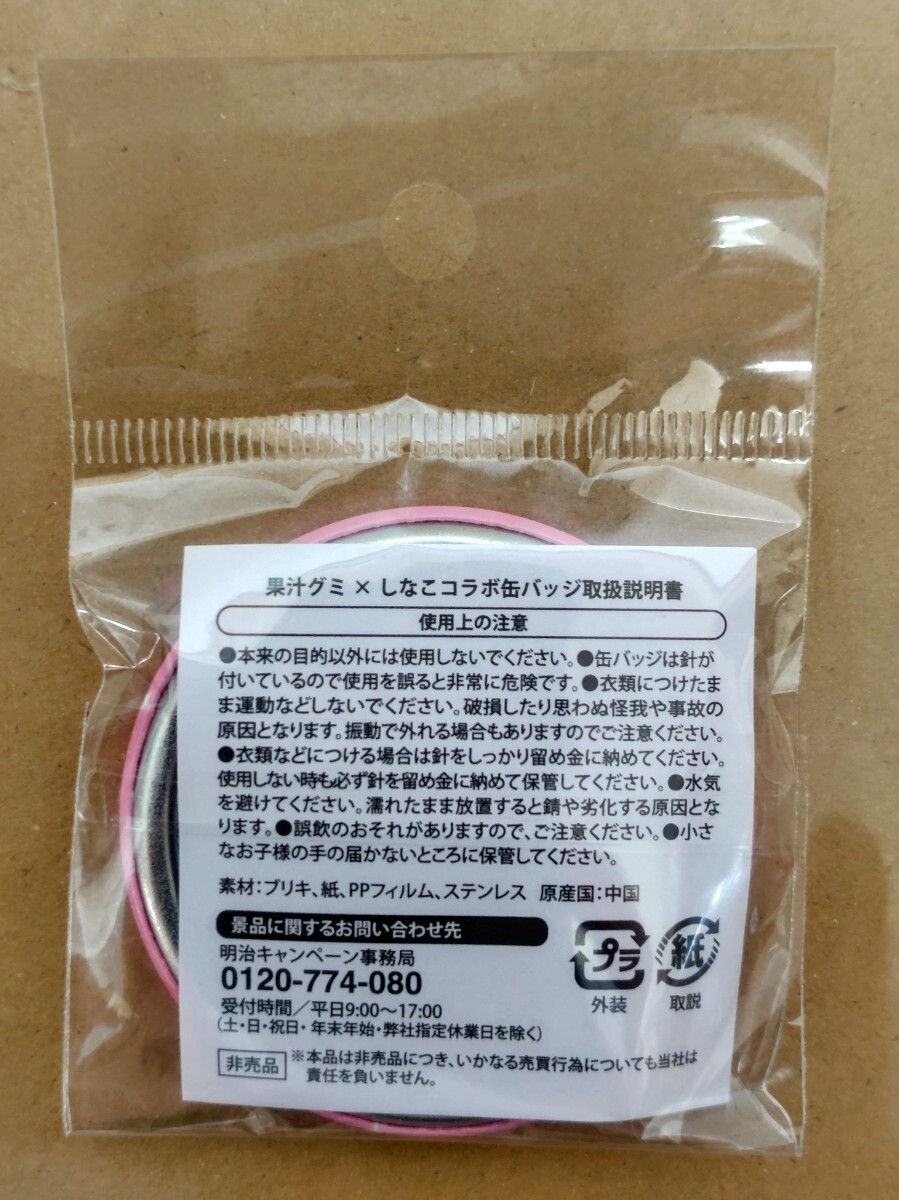 果汁グミ × しなこコラボ缶バッジ取扱説明書
使用上の注意
●本来の目的以外には使用しないでください。●缶バッジは針が
付いているので使用を誤ると非常に危険です。●衣類につけたま
ま運動などしないでください。破損したり思わぬ怪我や事故の
原因となります。振動で外れる場合もありますのでご注意ください。
●衣類などにつける場合は針をしっかり留め金に納めてください。
使用しない時も必ず針を留め金に納めて保管してください。●水気
を避けてください。濡れたまま放置すると錆や劣化する原因とな
ります。●誤飲のおそれがありますので、ご注意ください。●小さ
なお子様の手の届かないところに保管してください。
素材：ブリキ、紙、PPフィルム、ステンレス 原産国：中国
景品に関するお問い合わせ先
明治キャンペーン事務局
0120-774-080
受付時間／平日9:00〜17:00
（土・日・祝日・年末年始・弊社指定休業日を除く）
プラ
外装
紙
取説
非売品
※本品は非売品につき、いかなる売買行為についても当社は
責任を負いません。